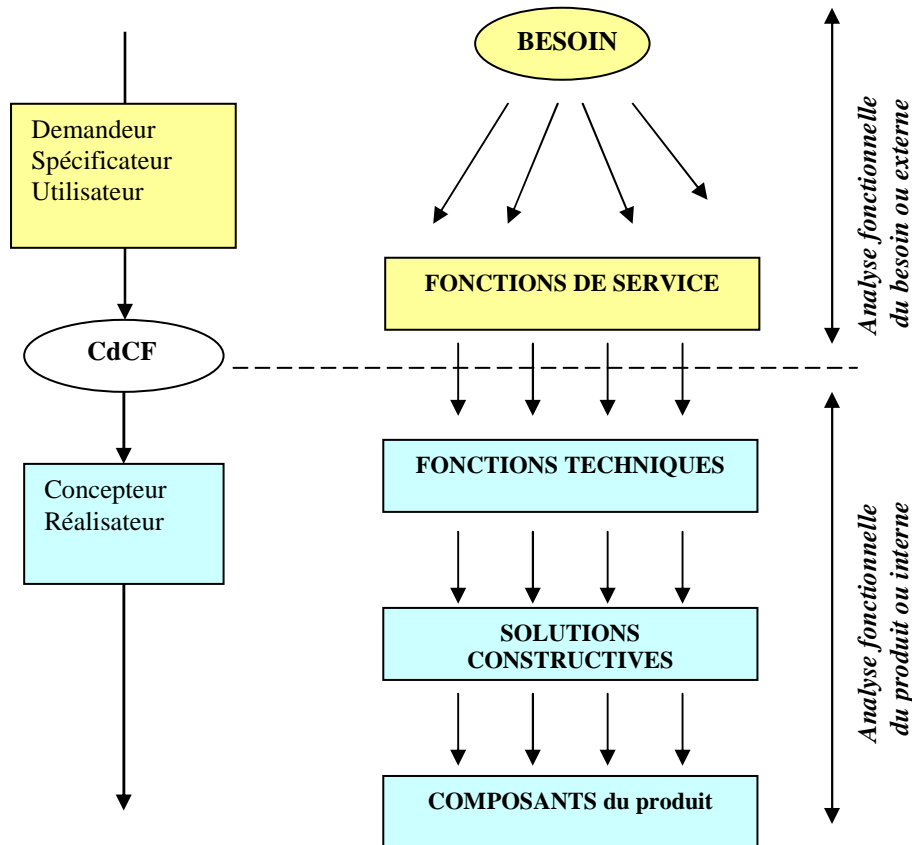 BESOIN
Demandeur
Spécificateur
Utilisateur
Analyse fonctionnelle
du besoin ou externe
FONCTIONS DE SERVICE
CdCF
FONCTIONS TECHNIQUES
Concepteur
Réalisateur
Analyse fonctionnelle
du produit ou interne
SOLUTIONS
CONSTRUCTIVES
COMPOSANTS du produit